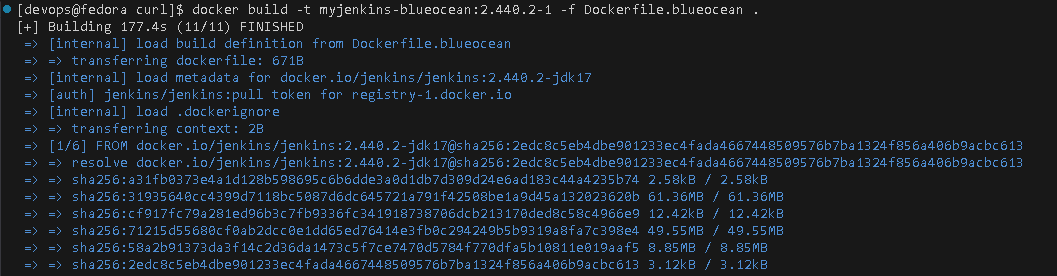 [devops@fedora curl]$ docker build -t myjenkins-blueocean:2.440.2-1 -f Dockerfile.blueocean .
[+] Building 177.4s (11/11) FINISHED
=> [internal] load build definition from Dockerfile.blueocean
=> => transferring dockerfile: 671B
=> [internal] load metadata for docker.io/jenkins/jenkins:2.440.2-jdk17
=> [auth] jenkins/jenkins:pull token for registry-1.docker.io
=> [internal] load .dockerignore
=> => transferring context: 2B
=> [1/6] FROM docker.io/jenkins/jenkins:2.440.2-jdk17@sha256:2edc8c5eb4dbe901233ec4fada4667448509576b7ba1324f856a406b9acbc613
=> => resolve docker.io/jenkins/jenkins:2.440.2-jdk17@sha256:2edc8c5eb4dbe901233ec4fada4667448509576b7ba1324f856a406b9acbc613
=> => sha256:a31fb0373e4a1d128b598695c6b6dde3a0d1db7d309d24e6ad183c44a4235b74 2.58kB / 2.58kB
=> => sha256:31935640cc4399d7118bc5087d6dc645721a791f42508be1a9d45a132023620b 61.36MB / 61.36MB
=> => sha256:cf917fc79a281ed96b3c7fb9336fc341918738706dcb213170ded8c58c4966e9 12.42kB / 12.42kB
=> => sha256:71215d55680cf0ab2dcc0e1dd65ed76414e3fb0c294249b5b9319a8fa7c398e4 49.55MB / 49.55MB
=> => sha256:58a2b91373da3f14c2d36da1473c5f7ce7470d5784f770dfa5b10811e019aaf5 8.85MB / 8.85MB
=> => sha256:2edc8c5eb4dbe901233ec4fada4667448509576b7ba1324f856a406b9acbc613 3.12kB / 3.12kB